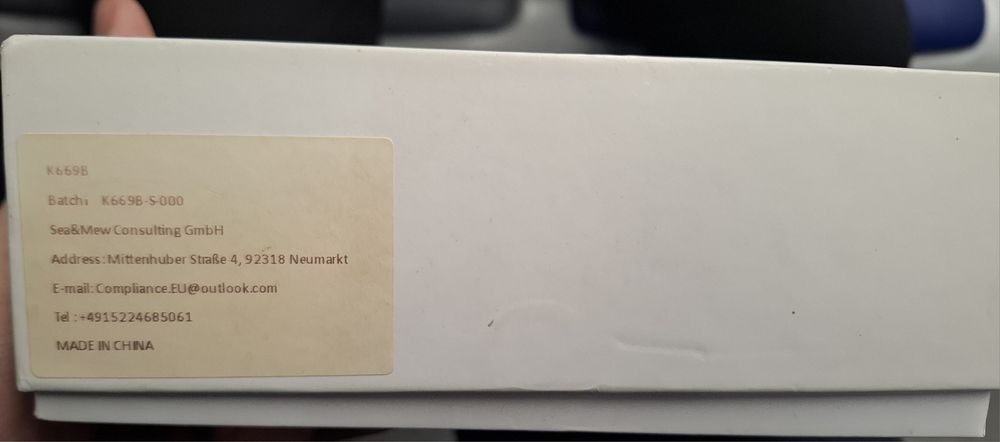 K669B
Batch: K669B-S-000
Sea&Mew Consulting GmbH
Address: Mittenhuber Straße 4, 92318 Neumarkt
E-mail: Compliance.EU@outlook.com
Tel :+4915224685061
MADE IN CHINA